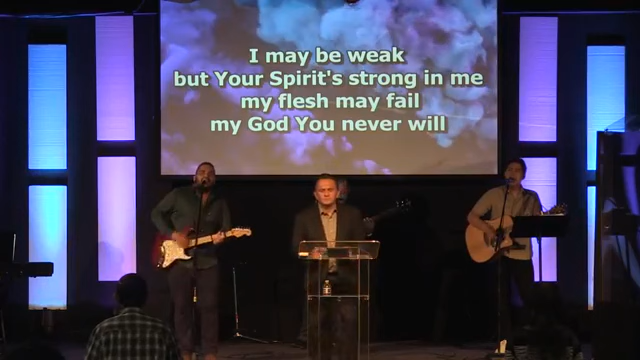 I may be weak
but Your Spirit's strong in me
my flesh may fail
my God You never will